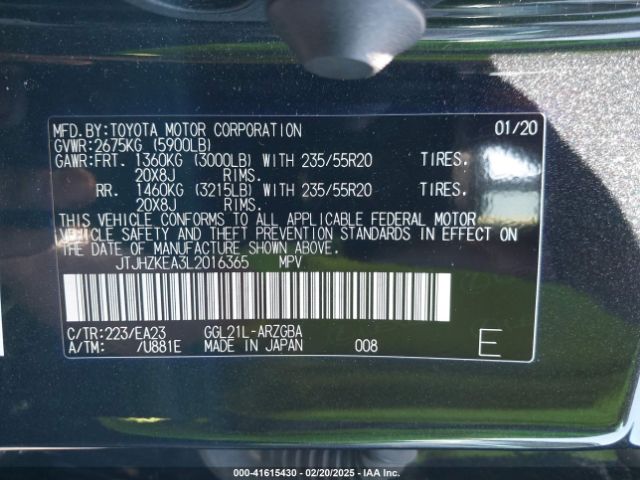 MFD.BY:TOYOTA MOTOR CORPORATION 01/20
GVWR:2675KG (5900LB)
GAWR:FRT. 1360KG (3000LB) WITH 235/55R20 TIRES.
20X8J RIMS.
RR. 1460KG (3215LB) WITH 235/55R20 TIRES.
20X8J RIMS.
THIS VEHICLE CONFORMS TO ALL APPLICABLE FEDERAL MOTOR
VEHICLE SAFETY AND THEFT PREVENTION STANDARDS IN EFFECT ON
THE DATE OF MANUFACTURE SHOWN ABOVE.
JTJHZKEA3L2016365 MPV
C/TR:223/EA23 GGL21L-ARZGBA
A/TM: /U881E MADE IN JAPAN 008 E
000-41615430 - 02/20/2025 - IAA Inc.